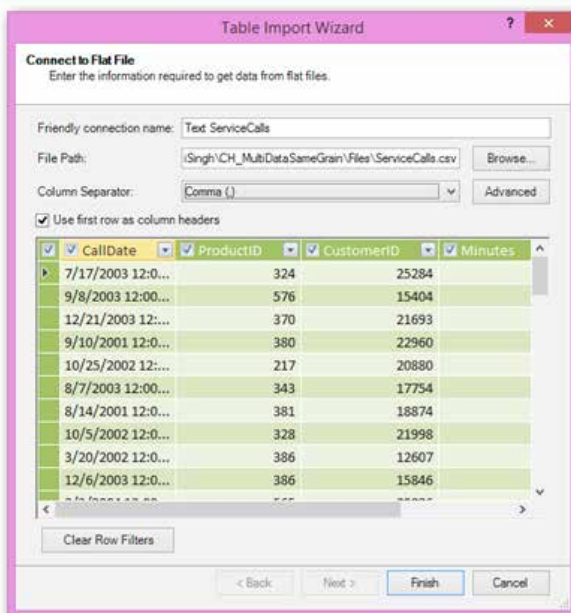 Table Import Wizard
Connect to Flat File
Enter the information required to get data from flat files.
Friendly connection name: Text ServiceCalls
File Path: iSingh\CH_MultiDataSameGrain\Files\ServiceCalls.csv Browse...
Column Separator: Comma (,) Advanced
Use first row as column headers
CallDate ProductID CustomerID Minutes
7/17/2003 12:0... 324 25284
9/8/2003 12:00... 576 15404
12/21/2003 12:... 370 21693
9/10/2001 12:0... 380 22960
10/25/2002 12:... 217 20880
8/7/2003 12:00... 343 17754
8/14/2001 12:0... 381 18874
10/5/2002 12:0... 328 21998
3/20/2002 12:0... 386 12607
12/6/2003 12:0... 386 15846
Clear Row Filters
< Back Next > Finish Cancel